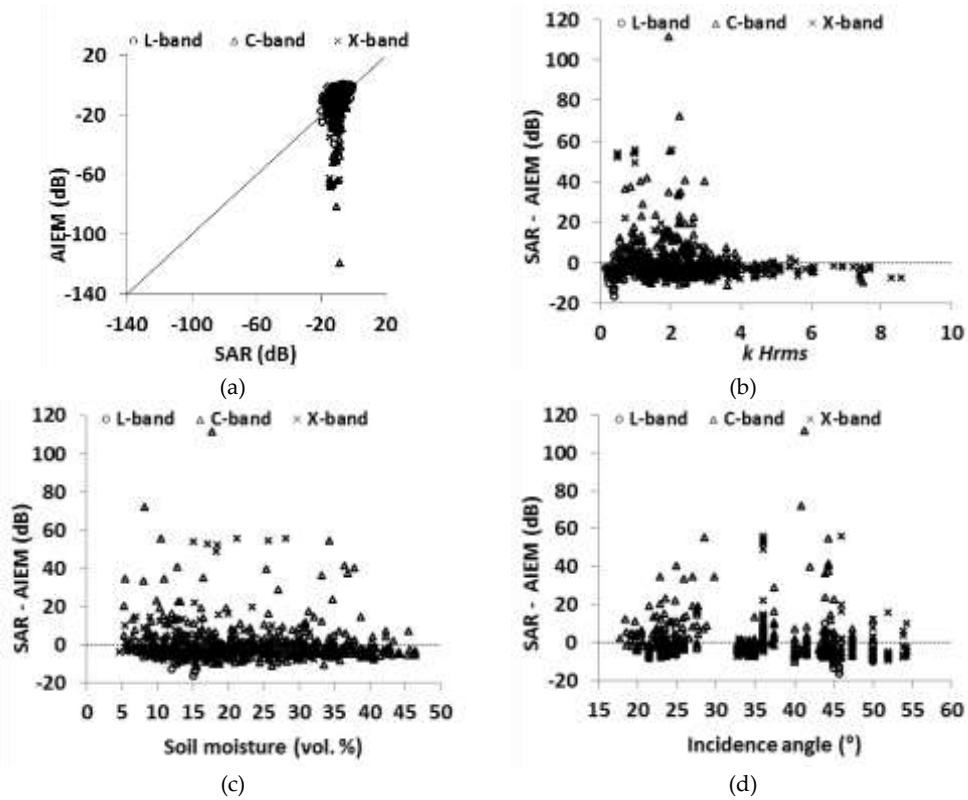 L-band C-band X-band
20
-20
-60
-100
-140
-140 -100 -60 -20 20
AIEM (dB)
SAR (dB)
(a)
L-band C-band X-band
120
100
80
60
40
20
0
-20
0 2 4 6 8 10
SAR - AIEM (dB)
k Hrms
(b)
L-band C-band X-band
120
100
80
60
40
20
0
-20
0 5 10 15 20 25 30 35 40 45 50
SAR - AIEM (dB)
Soil moisture (vol. %)
(c)
L-band C-band X-band
120
100
80
60
40
20
0
-20
15 20 25 30 35 40 45 50 55 60
SAR - AIEM (dB)
Incidence angle (°)
(d)